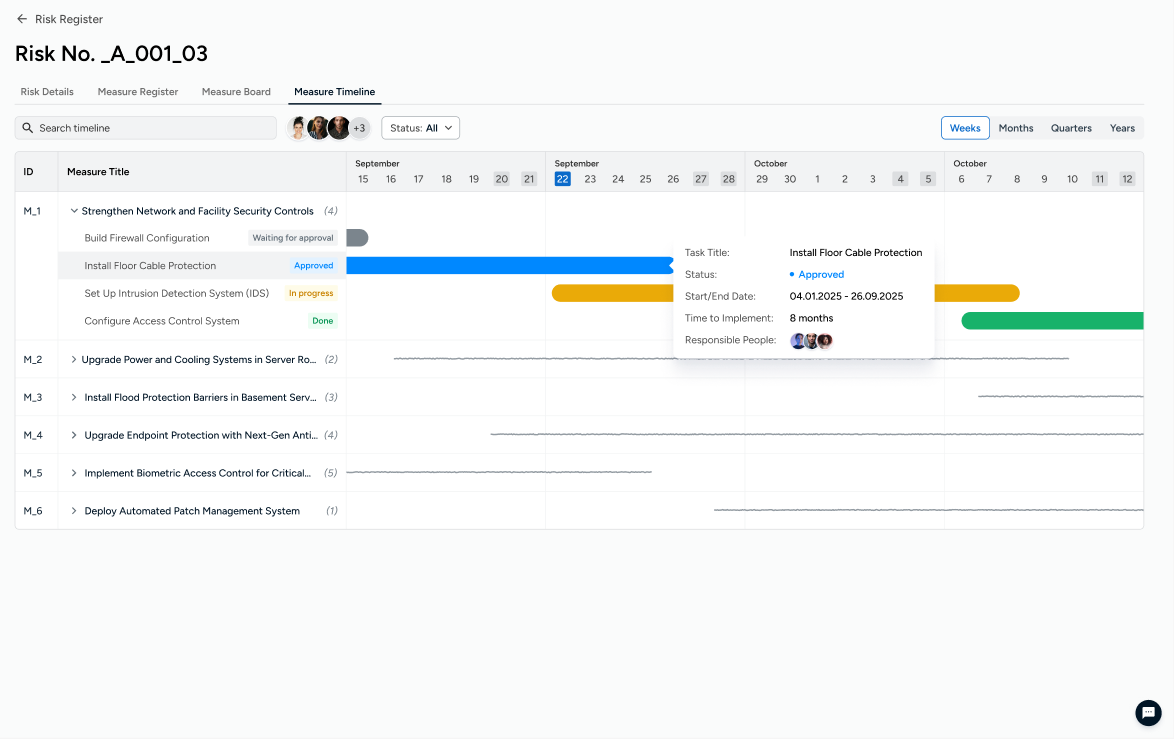 Risk Register
Risk No. _A_001_03
Risk Details Measure Register Measure Board Measure Timeline
Search timeline +3 Status: All Weeks Months Quarters Years
ID Measure Title September September October October
15 16 17 18 19 20 21 22 23 24 25 26 27 28 29 30 1 2 3 4 5 6 7 8 9 10 11 12
M_1 Strengthen Network and Facility Security Controls (4)
Build Firewall Configuration Waiting for approval
Install Floor Cable Protection Approved
Set Up Intrusion Detection System (IDS) In progress
Configure Access Control System Done
Task Title: Install Floor Cable Protection
Status: Approved
Start/End Date: 04.01.2025 - 26.09.2025
Time to Implement: 8 months
Responsible People:
M_2 Upgrade Power and Cooling Systems in Server Ro... (2)
M_3 Install Flood Protection Barriers in Basement Serv... (3)
M_4 Upgrade Endpoint Protection with Next-Gen Anti... (4)
M_5 Implement Biometric Access Control for Critical... (5)
M_6 Deploy Automated Patch Management System (1)